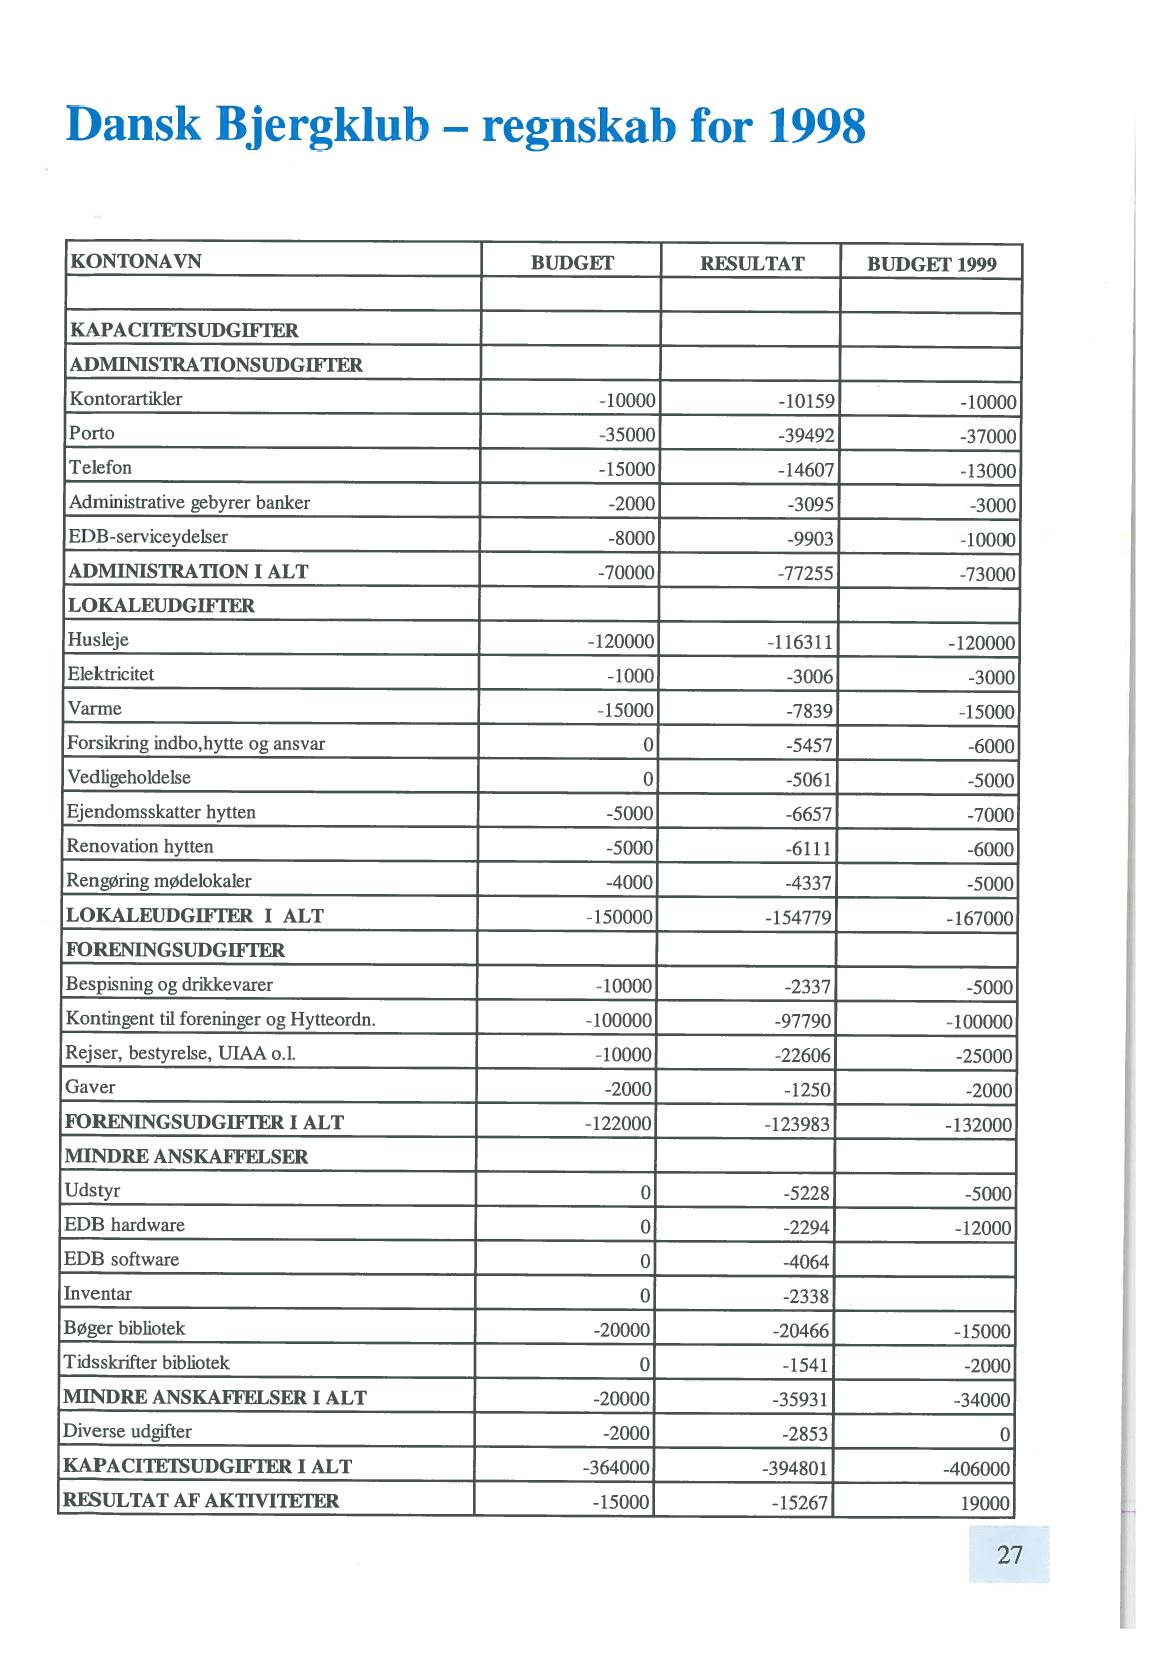 Dansk Bjergklub – regnskab for 1998
KONTONAVN BUDGET RESULTAT BUDGET 1999
KAPACITETSUDGIFTER
ADMINISTRATIONSUDGIFTER
Kontorartikler -10000 -10159 -10000
Porto -35000 -39492 -37000
Telefon -15000 -14607 -13000
Administrative gebyrer banker -2000 -3095 -3000
EDB-serviceydelser -8000 -9903 -10000
ADMINISTRATION I ALT -70000 -77255 -73000
LOKALEUDGIFTER
Husleje -120000 -116311 -120000
Elektricitet -1000 -3006 -3000
Varme -15000 -7839 -15000
Forsikring indbo,hytte og ansvar 0 -5457 -6000
Vedligeholdelse 0 -5061 -5000
Ejendomsskatter hytten -5000 -6657 -7000
Renovation hytten -5000 -6111 -6000
Rengøring mødelokaler -4000 -4337 -5000
LOKALEUDGIFTER I ALT -150000 -154779 -167000
FORENINGSUDGIFTER
Bespisning og drikkevarer -10000 -2337 -5000
Kontingent til foreninger og Hytteordn. -100000 -97790 -100000
Rejser, bestyrelse, UIAA o.l. -10000 -22606 -25000
Gaver -2000 -1250 -2000
FORENINGSUDGIFTER I ALT -122000 -123983 -132000
MINDRE ANSKAFFELSER
Udstyr 0 -5228 -5000
EDB hardware 0 -2294 -12000
EDB software 0 -4064
Inventar 0 -2338
Bøger bibliotek -20000 -20466 -15000
Tidsskrifter bibliotek 0 -1541 -2000
MINDRE ANSKAFFELSER I ALT -20000 -35931 -34000
Diverse udgifter -2000 -2853 0
KAPACITETSUDGIFTER I ALT -364000 -394801 -406000
RESULTAT AF AKTIVITETER -15000 -15267 19000
27